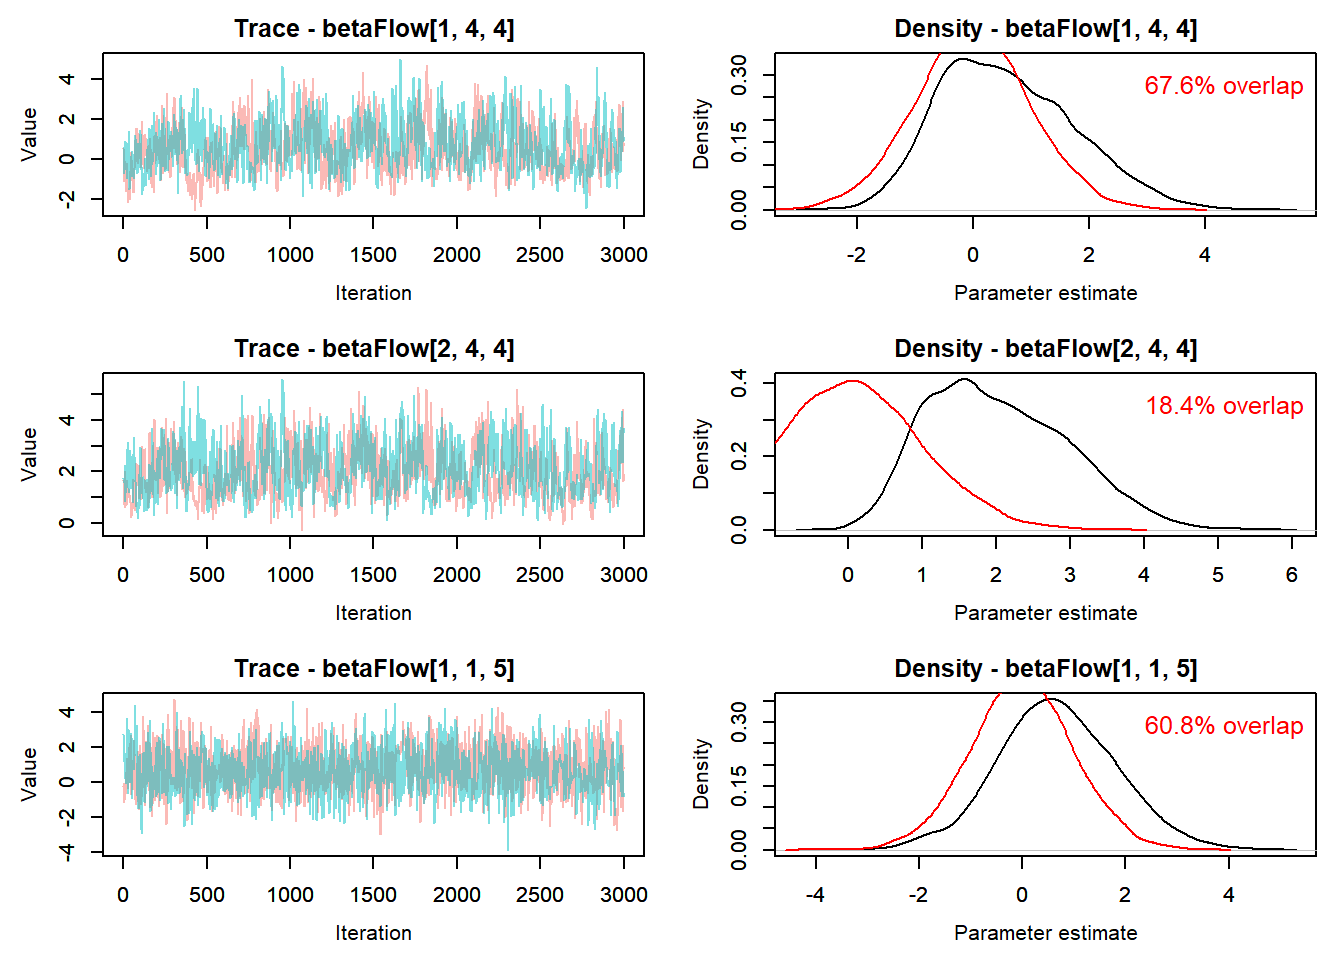 Trace - betaFlow[1, 4, 4]
Value
-2 0 2 4
0 500 1000 1500 2000 2500 3000
Iteration
Density - betaFlow[1, 4, 4]
67.6% overlap
Density
0.00 0.15 0.30
-2 0 2 4
Parameter estimate
Trace - betaFlow[2, 4, 4]
Value
0 2 4
0 500 1000 1500 2000 2500 3000
Iteration
Density - betaFlow[2, 4, 4]
18.4% overlap
Density
0.0 0.2 0.4
0 1 2 3 4 5 6
Parameter estimate
Trace - betaFlow[1, 1, 5]
Value
-4 -2 0 2 4
0 500 1000 1500 2000 2500 3000
Iteration
Density - betaFlow[1, 1, 5]
60.8% overlap
Density
0.00 0.15 0.30
-4 -2 0 2 4
Parameter estimate